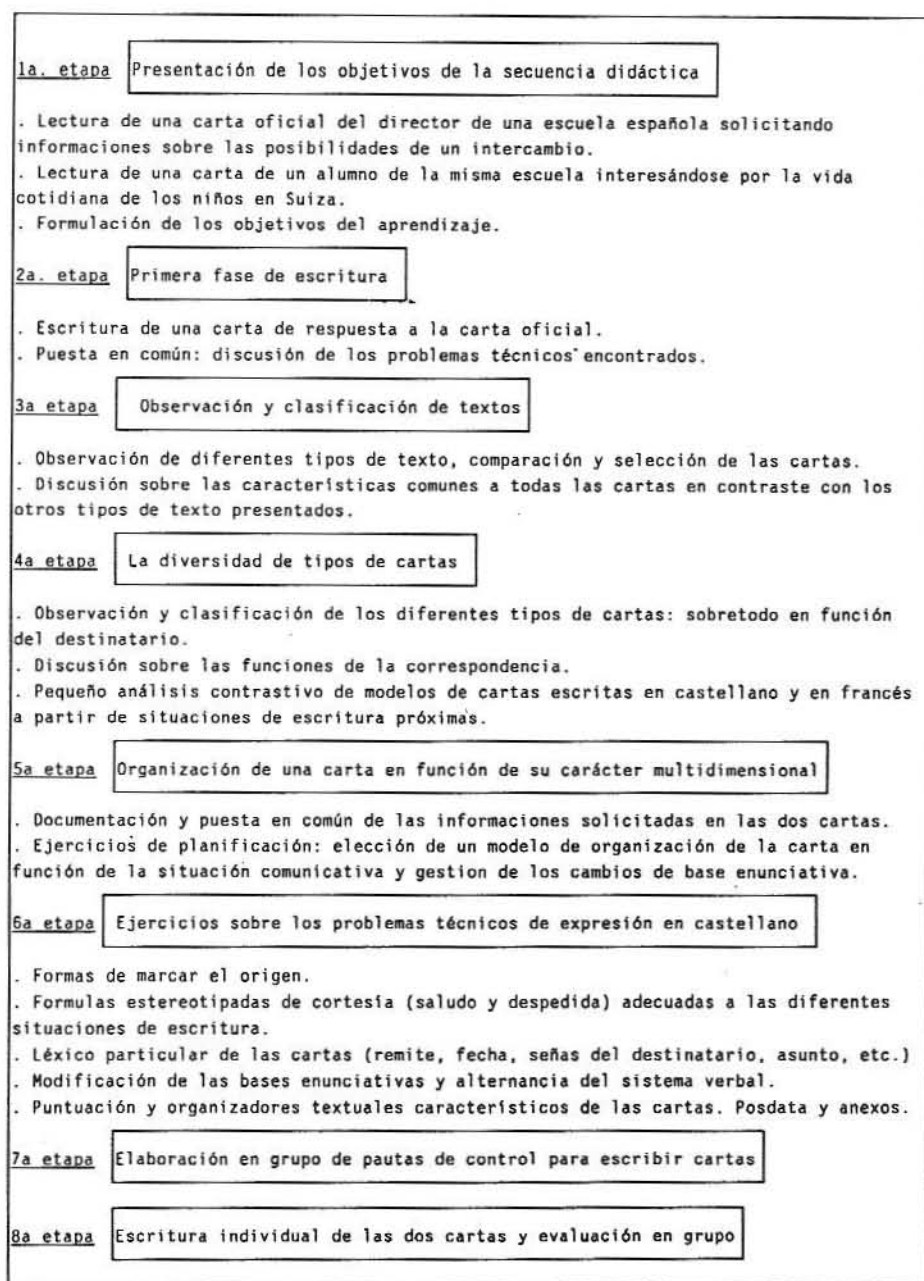 1a. etapa Presentación de los objetivos de la secuencia didáctica
. Lectura de una carta oficial del director de una escuela española solicitando
informaciones sobre las posibilidades de un intercambio.
. Lectura de una carta de un alumno de la misma escuela interesándose por la vida
cotidiana de los niños en Suiza.
. Formulación de los objetivos del aprendizaje.
2a. etapa Primera fase de escritura
. Escritura de una carta de respuesta a la carta oficial.
. Puesta en común: discusión de los problemas técnicos encontrados.
3a etapa Observación y clasificación de textos
. Observación de diferentes tipos de texto, comparación y selección de las cartas.
. Discusión sobre las características comunes a todas las cartas en contraste con los
otros tipos de texto presentados.
4a etapa La diversidad de tipos de cartas
. Observación y clasificación de los diferentes tipos de cartas: sobretodo en función
del destinatario.
. Discusión sobre las funciones de la correspondencia.
. Pequeño análisis contrastivo de modelos de cartas escritas en castellano y en francés
a partir de situaciones de escritura próximas.
5a etapa Organización de una carta en función de su carácter multidimensional
. Documentación y puesta en común de las informaciones solicitadas en las dos cartas.
. Ejercicios de planificación: elección de un modelo de organización de la carta en
función de la situación comunicativa y gestion de los cambios de base enunciativa.
6a etapa Ejercicios sobre los problemas técnicos de expresión en castellano
. Formas de marcar el origen.
. Formulas estereotipadas de cortesía (saludo y despedida) adecuadas a las diferentes
situaciones de escritura.
. Léxico particular de las cartas (remite, fecha, señas del destinatario, asunto, etc.)
. Modificación de las bases enunciativas y alternancia del sistema verbal.
. Puntuación y organizadores textuales característicos de las cartas. Posdata y anexos.
7a etapa Elaboración en grupo de pautas de control para escribir cartas
8a etapa Escritura individual de las dos cartas y evaluación en grupo